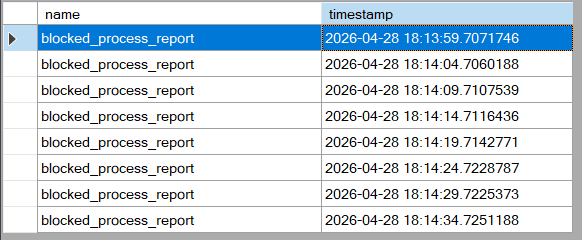 name timestamp
blocked_process_report 2026-04-28 18:13:59.7071746
blocked_process_report 2026-04-28 18:14:04.7060188
blocked_process_report 2026-04-28 18:14:09.7107539
blocked_process_report 2026-04-28 18:14:14.7116436
blocked_process_report 2026-04-28 18:14:19.7142771
blocked_process_report 2026-04-28 18:14:24.7228787
blocked_process_report 2026-04-28 18:14:29.7225373
blocked_process_report 2026-04-28 18:14:34.7251188